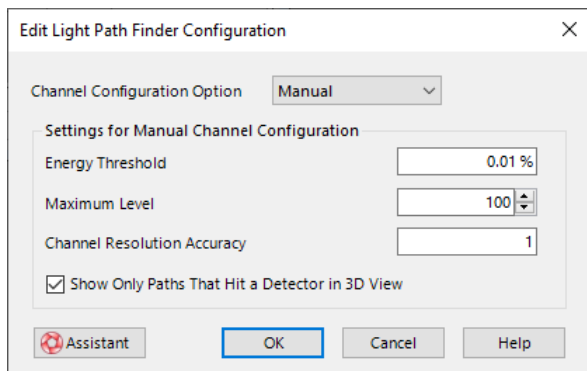 Edit Light Path Finder Configuration
Channel Configuration Option Manual
Settings for Manual Channel Configuration
Energy Threshold 0.01 %
Maximum Level 100
Channel Resolution Accuracy 1
Show Only Paths That Hit a Detector in 3D View
Assistant OK Cancel Help